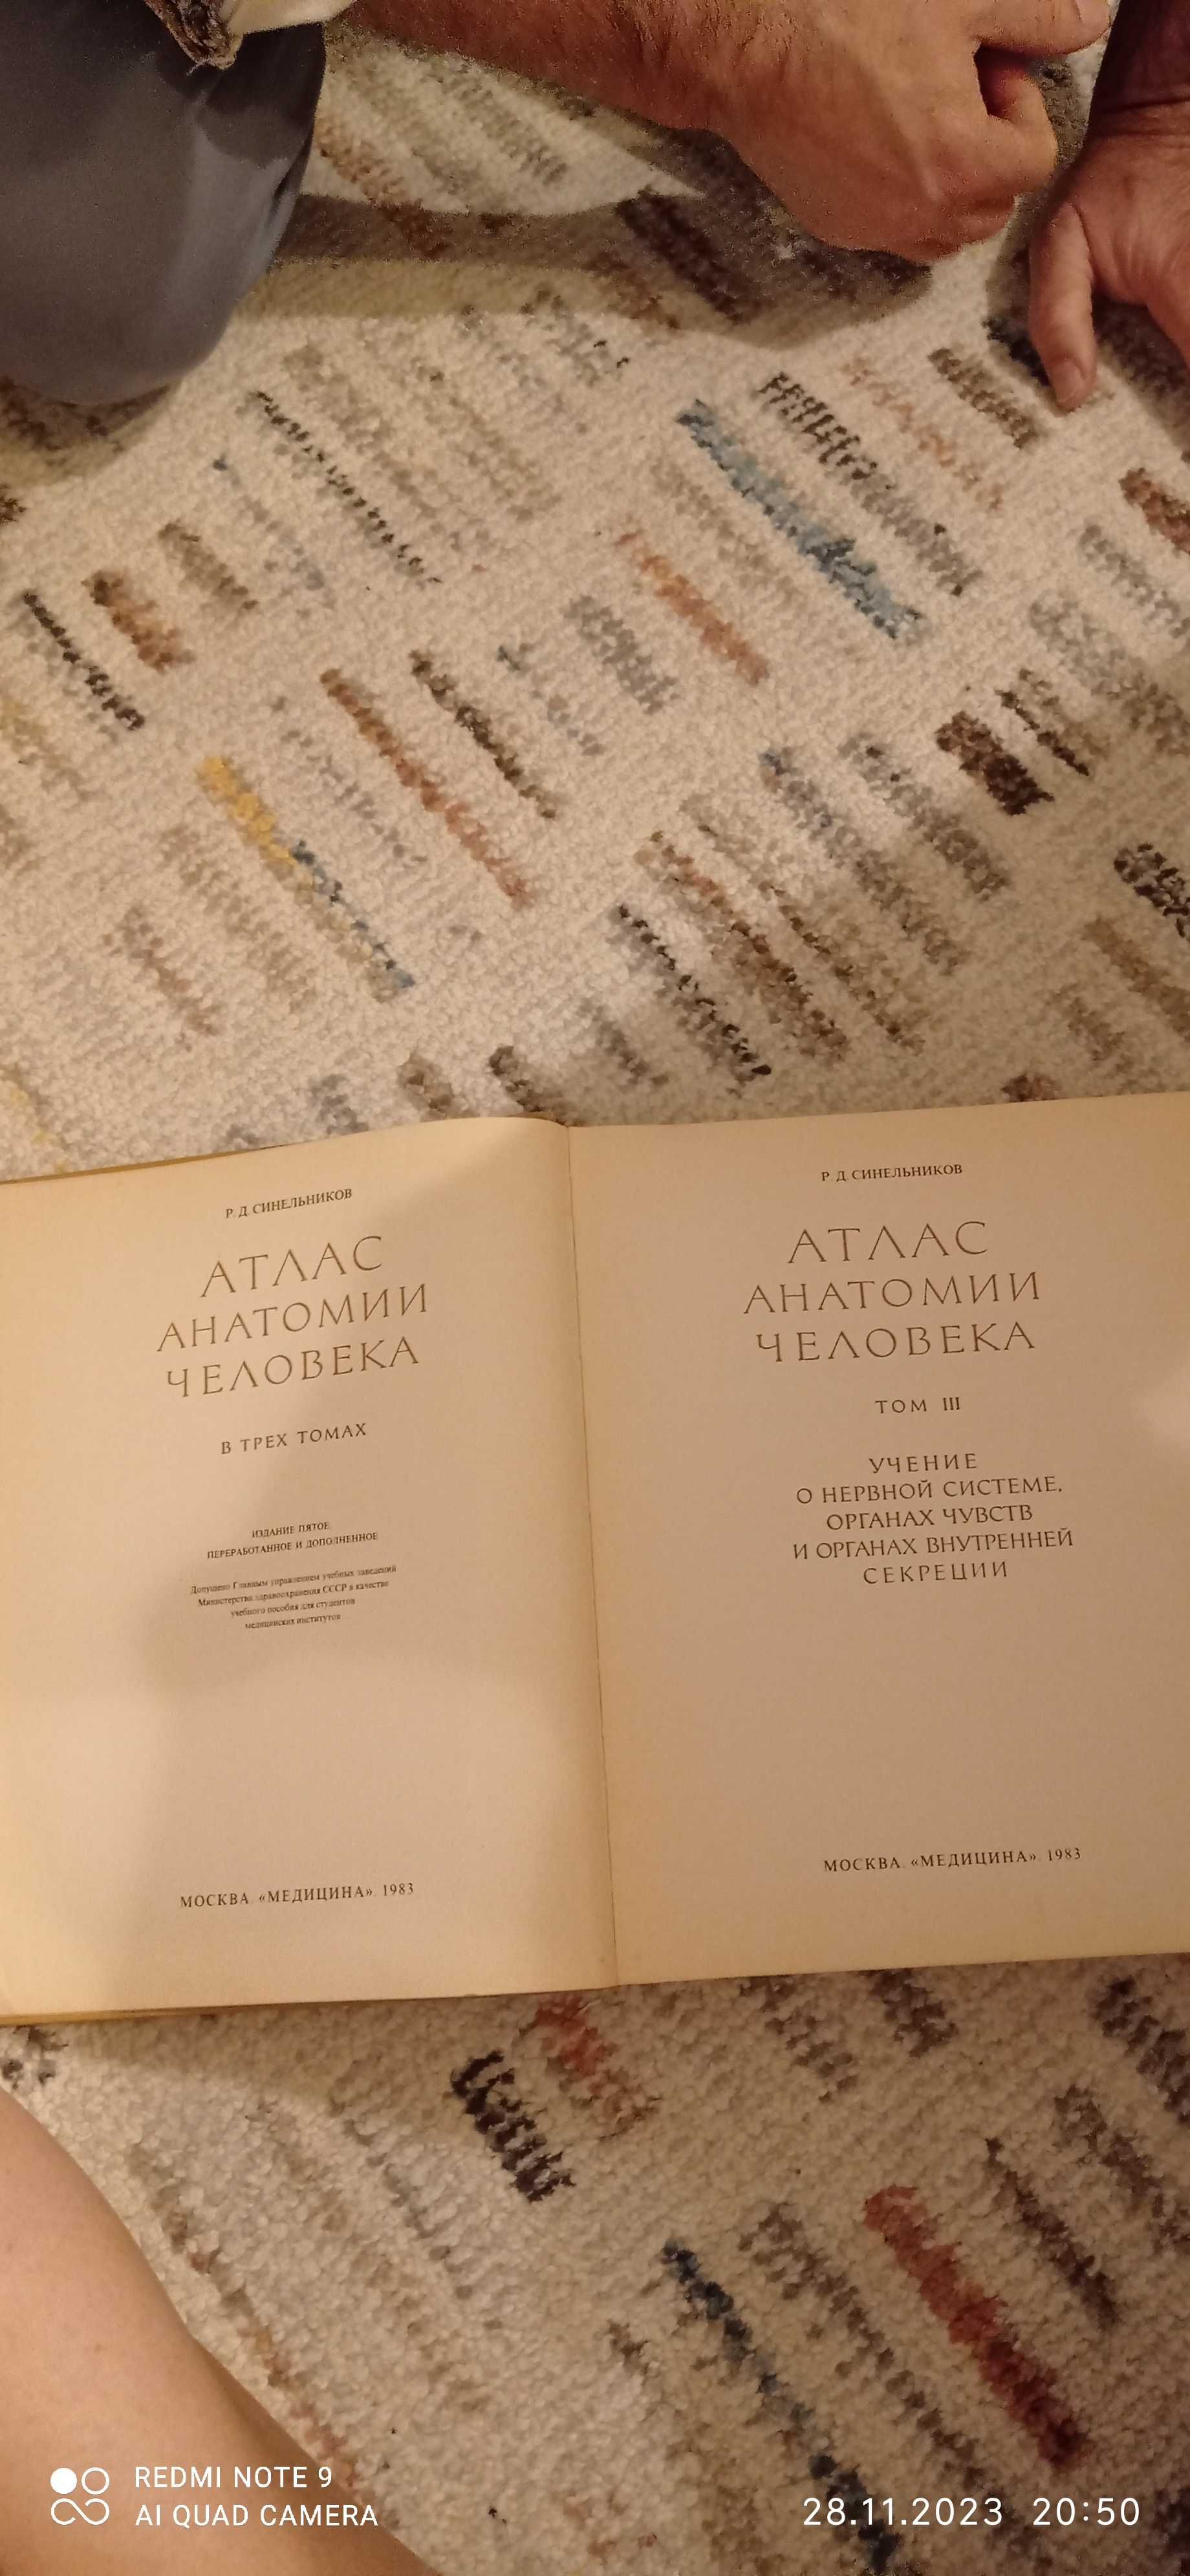 Р. Д. СИНЕЛЬНИКОВ
АТЛАС
АНАТОМИИ
ЧЕЛОВЕКА
В ТРЕХ ТОМАХ
ИЗДАНИЕ ПЯТОЕ
ПЕРЕРАБОТАННОЕ И ДОПОЛНЕННОЕ
Допущено Главным управлением учебных заведений
Министерства здравоохранения СССР в качестве
учебного пособия для студентов
медицинских институтов
МОСКВА. «МЕДИЦИНА». 1983
Р. Д. СИНЕЛЬНИКОВ
АТЛАС
АНАТОМИИ
ЧЕЛОВЕКА
ТОМ III
УЧЕНИЕ
О НЕРВНОЙ СИСТЕМЕ,
ОРГАНАХ ЧУВСТВ
И ОРГАНАХ ВНУТРЕННЕЙ
СЕКРЕЦИИ
МОСКВА. «МЕДИЦИНА». 1983
REDMI NOTE 9
AI QUAD CAMERA
28.11.2023 20:50